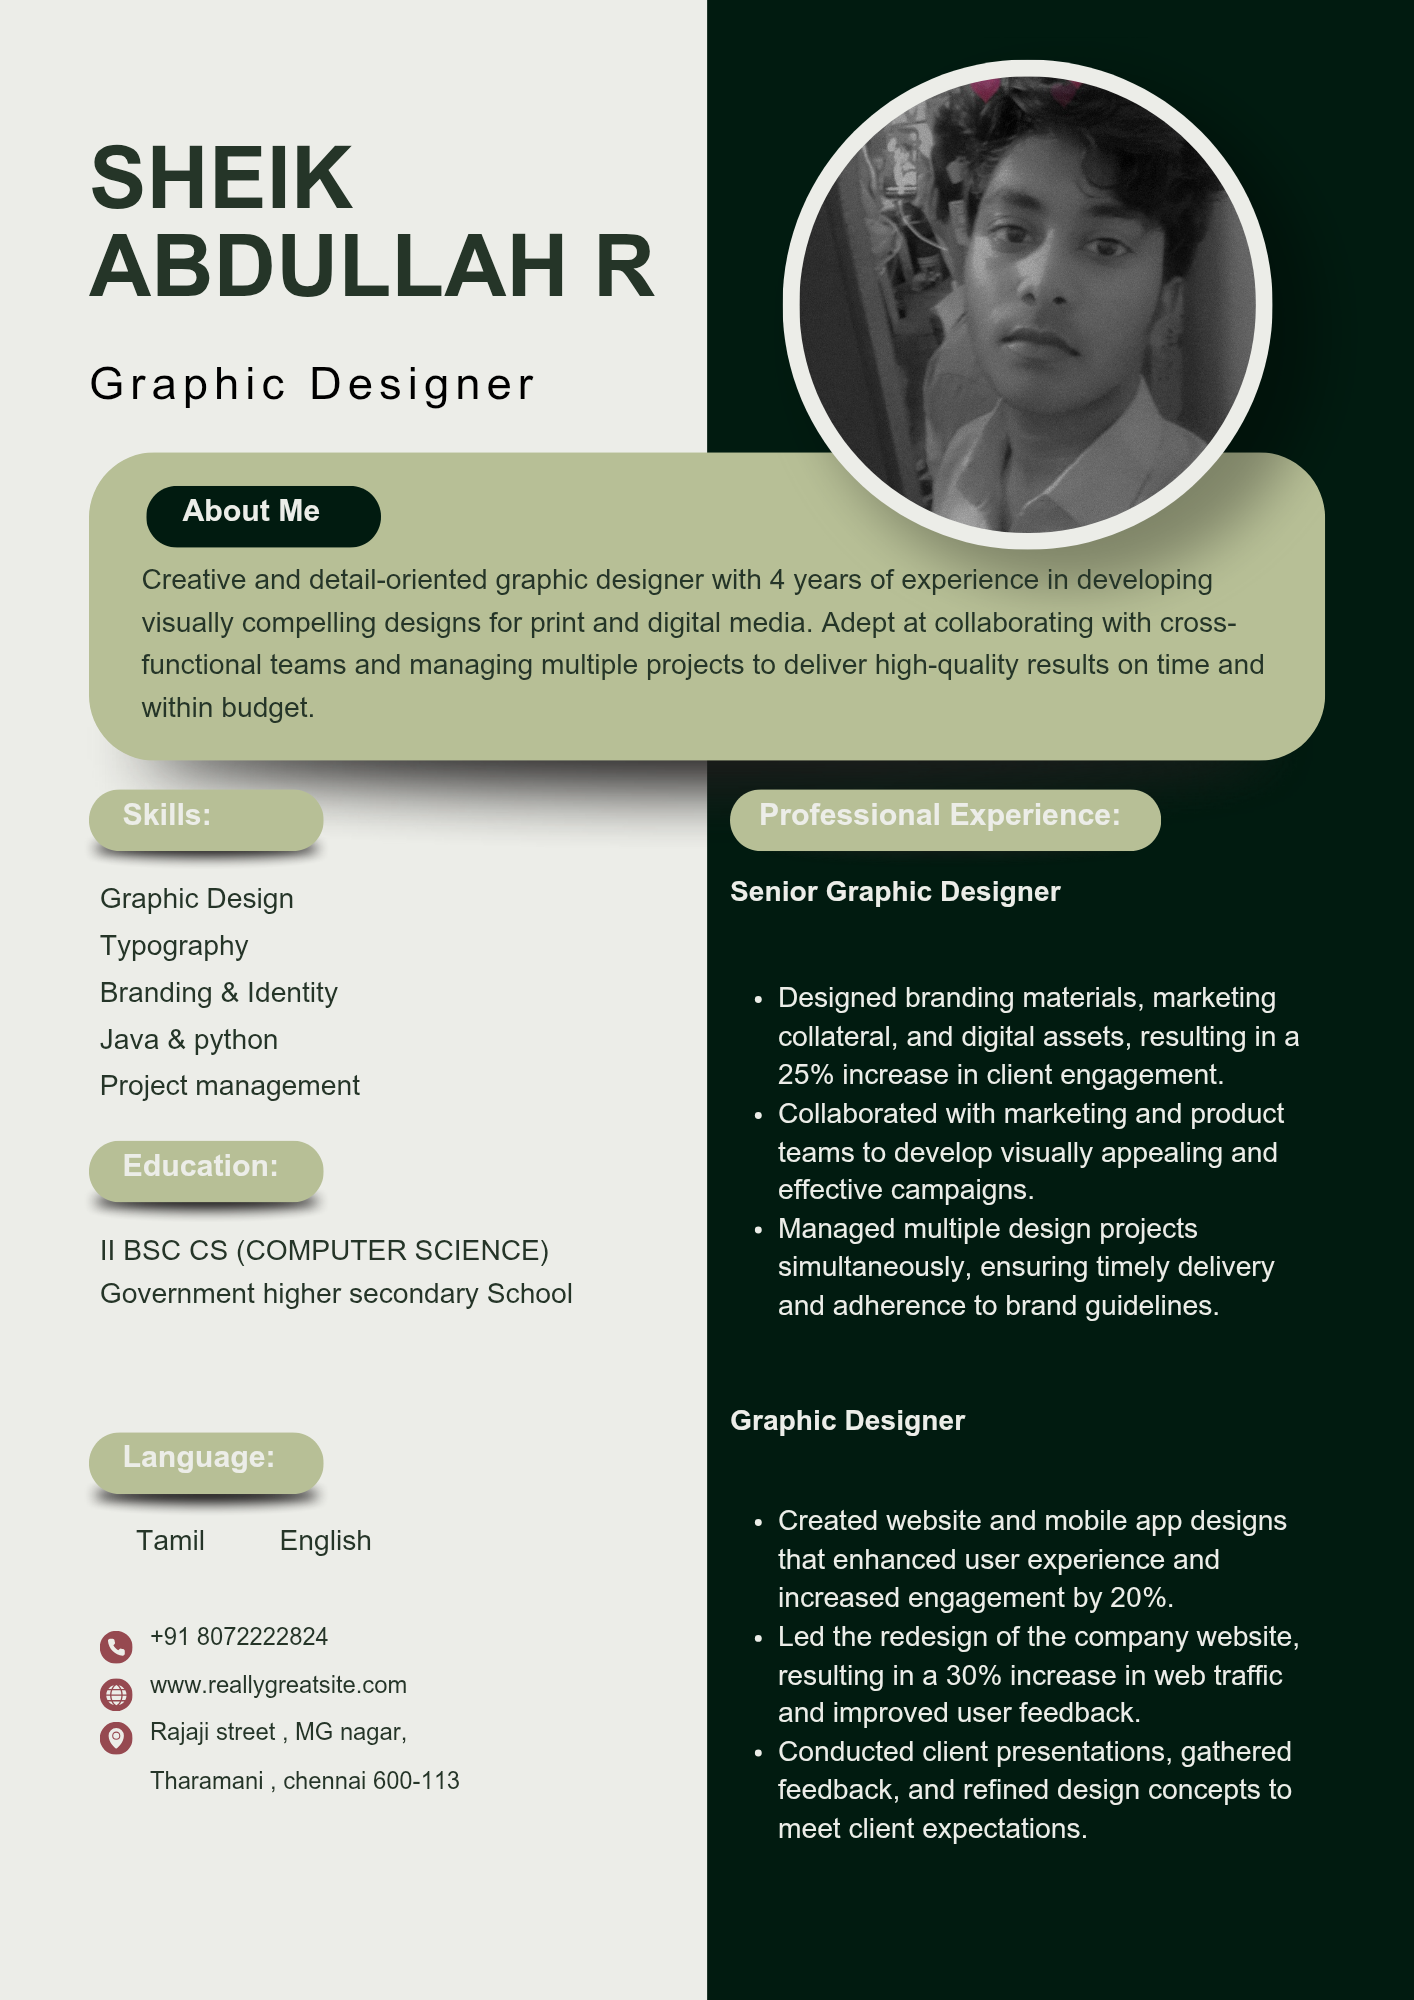 SHEIK
ABDULLAH R
Graphic Designer
About Me
Creative and detail-oriented graphic designer with 4 years of experience in developing
visually compelling designs for print and digital media. Adept at collaborating with cross-
functional teams and managing multiple projects to deliver high-quality results on time and
within budget.
Skills:
Graphic Design
Typography
Branding & Identity
Java & python
Project management
Education:
II BSC CS (COMPUTER SCIENCE)
Government higher secondary School
Language:
Tamil English
+91 8072222824
www.reallygreatsite.com
Rajaji street , MG nagar,
Tharamani , chennai 600-113
Professional Experience:
Senior Graphic Designer
• Designed branding materials, marketing
collateral, and digital assets, resulting in a
25% increase in client engagement.
• Collaborated with marketing and product
teams to develop visually appealing and
effective campaigns.
• Managed multiple design projects
simultaneously, ensuring timely delivery
and adherence to brand guidelines.
Graphic Designer
• Created website and mobile app designs
that enhanced user experience and
increased engagement by 20%.
• Led the redesign of the company website,
resulting in a 30% increase in web traffic
and improved user feedback.
• Conducted client presentations, gathered
feedback, and refined design concepts to
meet client expectations.